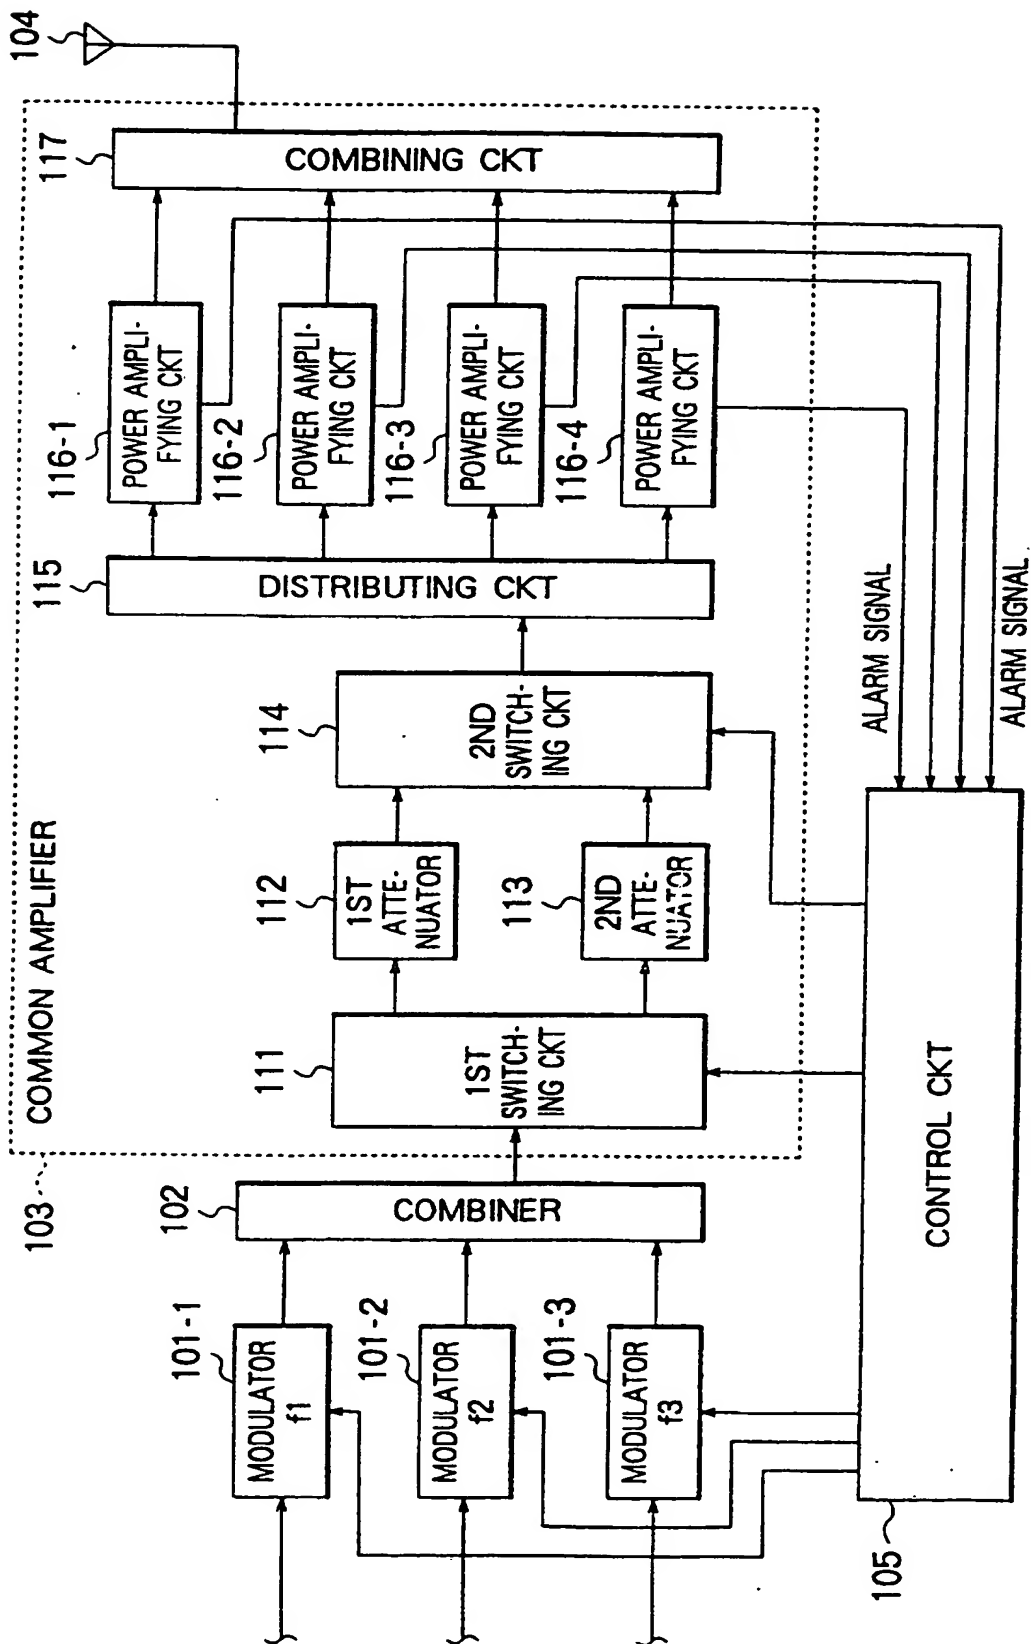 COMMON AMPLIFIER
103
104
101-1
MODULATOR
f1
101-2
MODULATOR
f2
101-3
MODULATOR
f3
102
COMBINER
111
1ST
SWITCH-
ING CKT
112
1ST
ATTE-
NUATOR
113
2ND
ATTE-
NUATOR
114
2ND
SWITCH-
ING CKT
115
DISTRIBUTING CKT
116-1
POWER AMPLI-
FYING CKT
116-2
POWER AMPLI-
FYING CKT
116-3
POWER AMPLI-
FYING CKT
116-4
POWER AMPLI-
FYING CKT
117
COMBINING CKT
ALARM SIGNAL
ALARM SIGNAL
CONTROL CKT
105